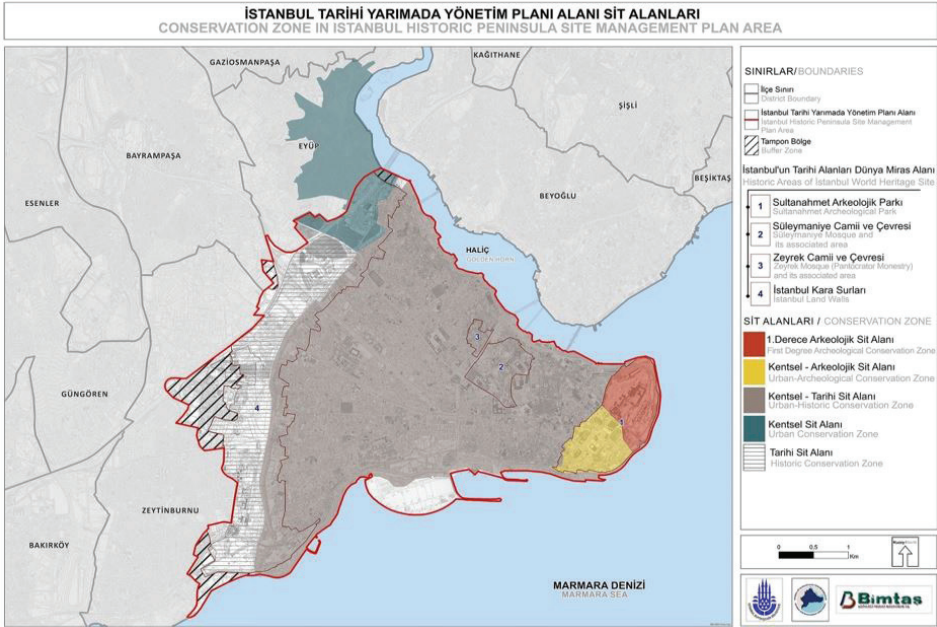 İSTANBUL TARİHİ YARIMADA YÖNETİM PLANI ALANI SİT ALANLARI
CONSERVATION ZONE IN ISTANBUL HISTORIC PENINSULA SITE MANAGEMENT PLAN AREA
GAZİOSMANPAŞA
KAĞITHANE
ŞİŞLİ
EYÜP
BAYRAMPAŞA
BEŞİKTAŞ
ESENLER
BEYOĞLU
HALİÇ
GOLDEN HORN
3
2
GÜNGÖREN
4
1
ZEYTİNBURNU
BAKIRKÖY
MARMARA DENİZİ
MARMARA SEA
SINIRLAR/BOUNDARIES
İlçe Sınırı
District Boundary
İstanbul Tarihi Yarımada Yönetim Planı Alanı
Istanbul Historic Peninsula Site Management
Plan Area
Tampon Bölge
Buffer Zone
İstanbul'un Tarihi Alanları Dünya Miras Alanı
Historic Areas of İstanbul World Heritage Site
1 Sultanahmet Arkeolojik Parkı
Sultanahmet Archeological Park
2 Süleymaniye Camii ve Çevresi
Süleymaniye Mosque and
its associated area
3 Zeyrek Camii ve Çevresi
Zeyrek Mosque (Pantocrator Monestry)
and its associated area
4 İstanbul Kara Surları
İstanbul Land Walls
SİT ALANLARI / CONSERVATION ZONE
1.Derece Arkeolojik Sit Alanı
First Degree Archeological Conservation Zone
Kentsel - Arkeolojik Sit Alanı
Urban-Archeological Conservation Zone
Kentsel - Tarihi Sit Alanı
Urban-Historic Conservation Zone
Kentsel Sit Alanı
Urban Conservation Zone
Tarihi Sit Alanı
Historic Conservation Zone
0 0,5 1
Km
Bimtas